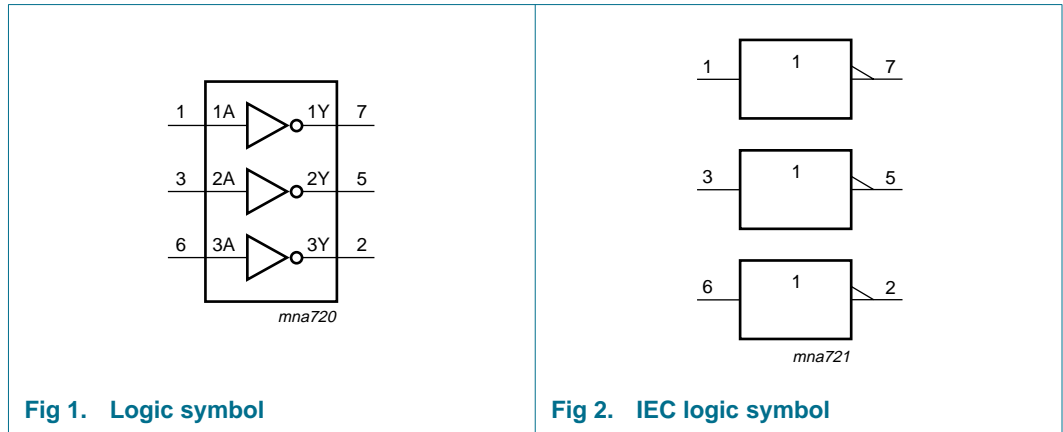 1 1A 1Y 7
3 2A 2Y 5
6 3A 3Y 2
mna720
Fig 1. Logic symbol
1 1 7
3 1 5
6 1 2
mna721
Fig 2. IEC logic symbol